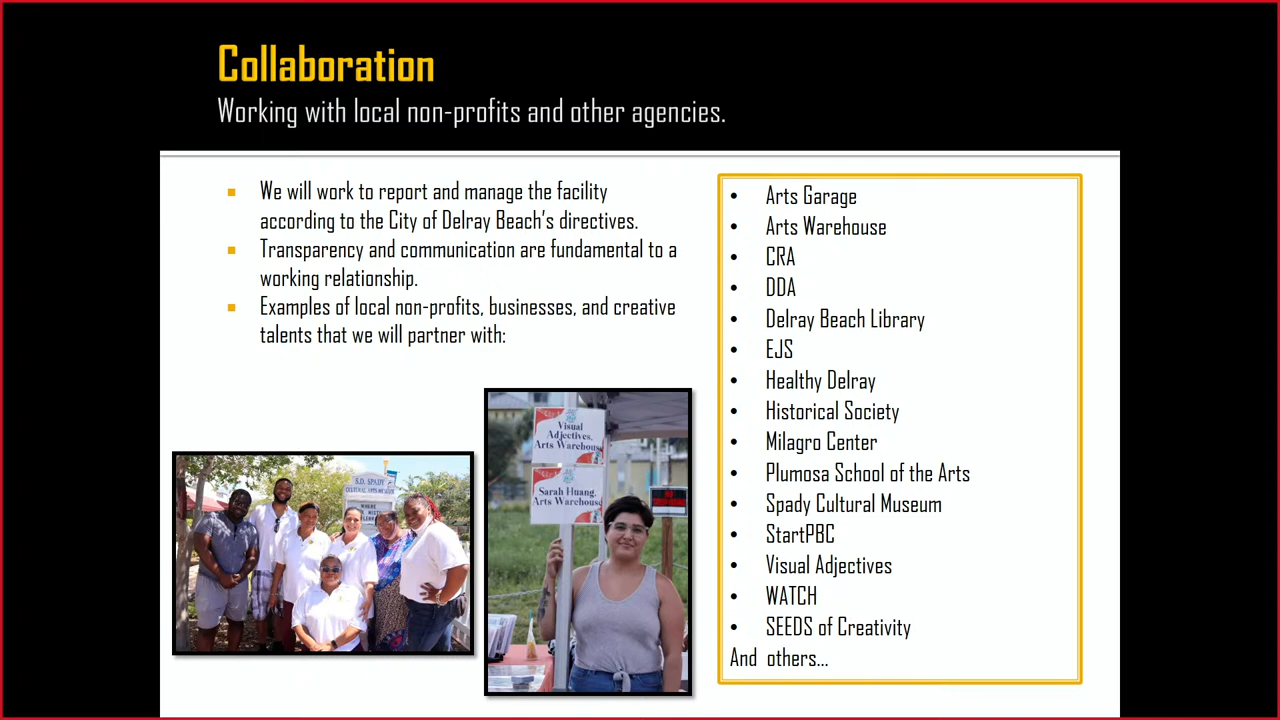 Collaboration
Working with local non-profits and other agencies.
We will work to report and manage the facility
according to the City of Delray Beach's directives.
Transparency and communication are fundamental to a
working relationship.
Examples of local non-profits, businesses, and creative
talents that we will partner with:
• Arts Garage
• Arts Warehouse
• CRA
• DDA
• Delray Beach Library
• EJS
• Healthy Delray
• Historical Society
• Milagro Center
• Plumosa School of the Arts
• Spady Cultural Museum
• StartPBC
• Visual Adjectives
• WATCH
• SEEDS of Creativity
And others...
S.D. SPADY
CULTURAL ARTS MUSEUM
WHERE
Visual
Adjectives,
Arts Warehouse
Sarah Huang,
Arts Warehouse